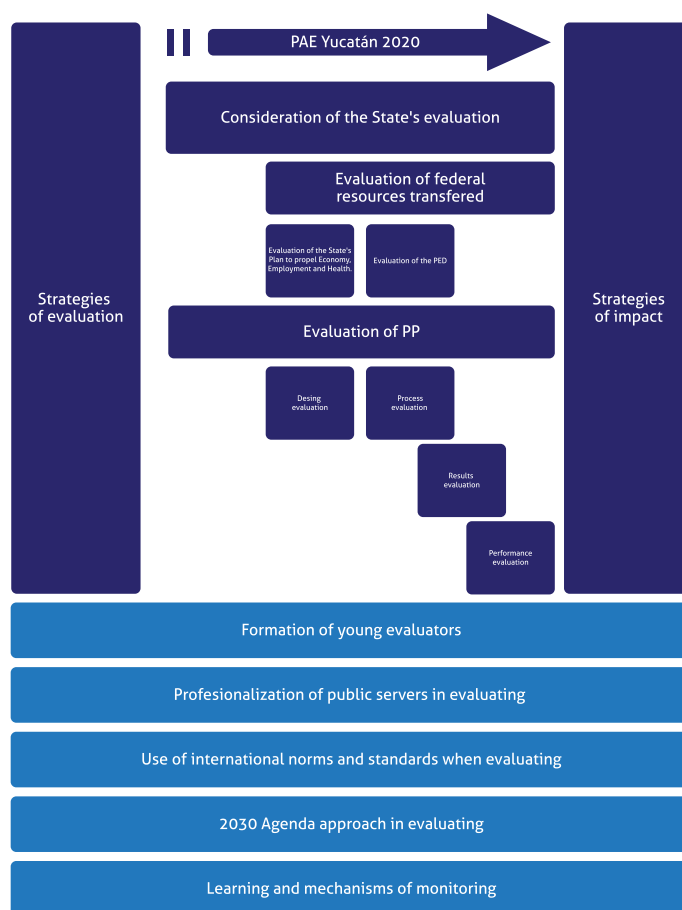 PAE Yucatán 2020
Consideration of the State's evaluation
Evaluation of federal
resources transfered
Evaluation of the State's
Plan to propel Economy,
Employment and Health.
Evaluation of the PED
Strategies
of evaluation
Strategies
of impact
Evaluation of PP
Desing
evaluation
Process
evaluation
Results
evaluation
Performance
evaluation
Formation of young evaluators
Profesionalization of public servers in evaluating
Use of international norms and standards when evaluating
2030 Agenda approach in evaluating
Learning and mechanisms of monitoring